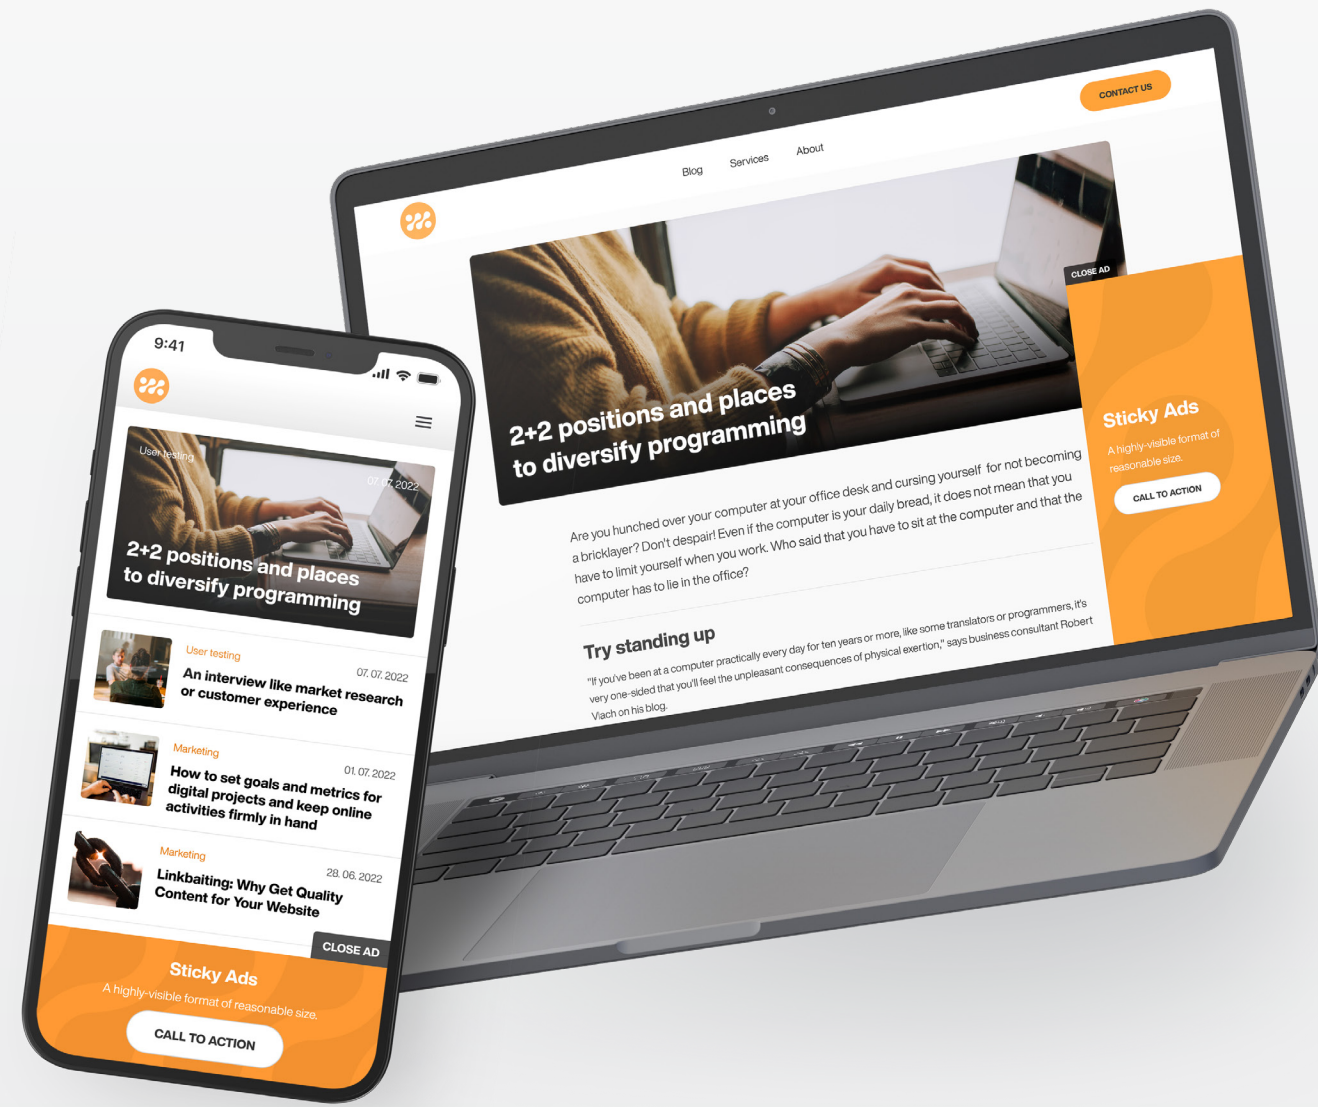 CONTACT US
Blog Services About
CLOSE AD
2+2 positions and places
to diversify programming
Are you hunched over your computer at your office desk and cursing yourself for not becoming
a bricklayer? Don't despair! Even if the computer is your daily bread, it does not mean that you
have to limit yourself when you work. Who said that you have to sit at the computer and that the
computer has to lie in the office?
Try standing up
"If you've been at a computer practically every day for ten years or more, like some translators or programmers, it's
very one-sided that you'll feel the unpleasant consequences of physical exertion," says business consultant Robert
Vlach on his blog.
Sticky Ads
A highly-visible format of
reasonable size.
CALL TO ACTION
9:41
User testing
07. 07. 2022
2+2 positions and places
to diversify programming
User testing
07. 07. 2022
An interview like market research
or customer experience
Marketing
01. 07. 2022
How to set goals and metrics for
digital projects and keep online
activities firmly in hand
Marketing
28. 06. 2022
Linkbaiting: Why Get Quality
Content for Your Website
CLOSE AD
Sticky Ads
A highly-visible format of reasonable size.
CALL TO ACTION